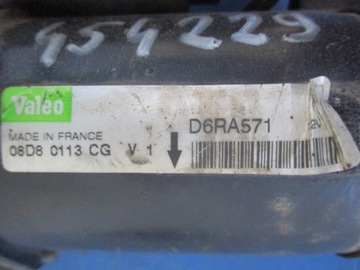 454229
Valeo
MADE IN FRANCE
08D8 0113 CG V 1
D6RA571